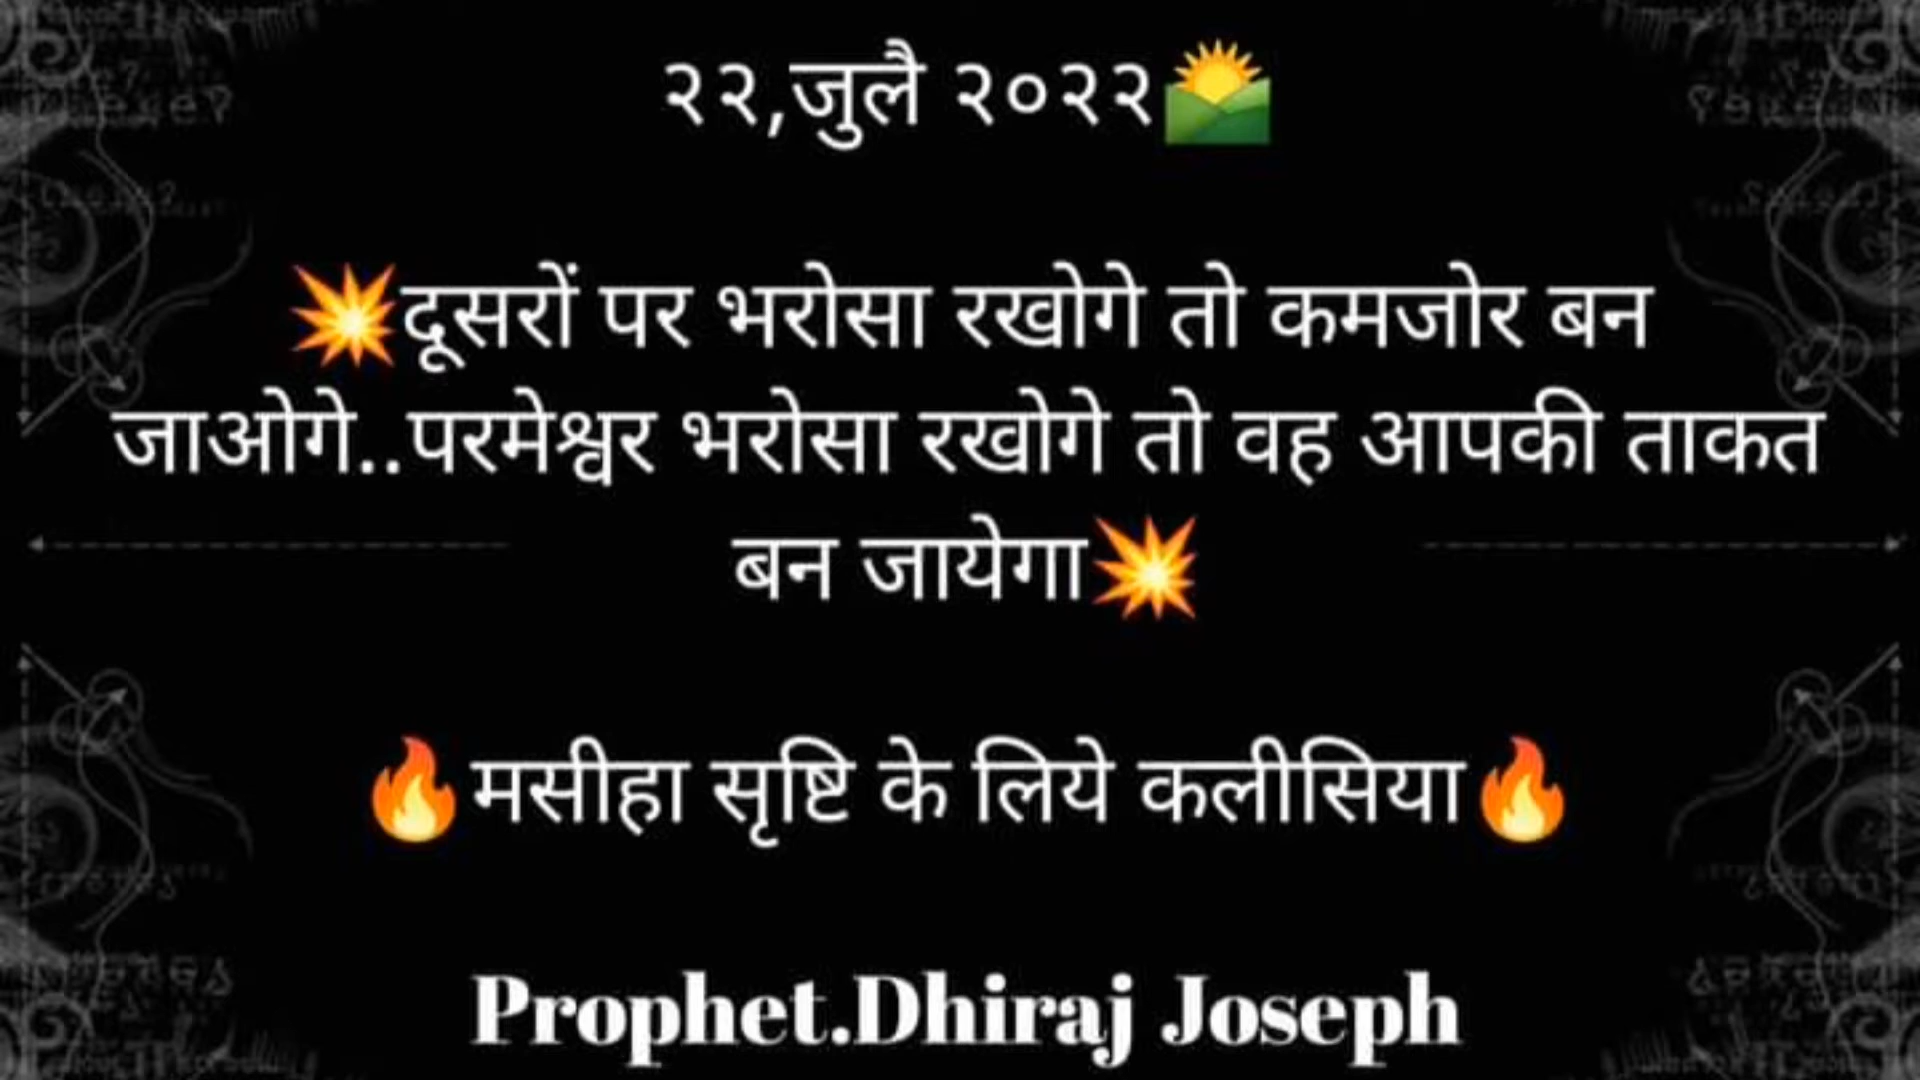 २२,जुलै २०२२🌄
💥दूसरों पर भरोसा रखोगे तो कमजोर बन
जाओगे..परमेश्वर भरोसा रखोगे तो वह आपकी ताकत
बन जायेगा💥
🔥मसीहा सृष्टि के लिये कलीसिया🔥
Prophet.Dhiraj Joseph